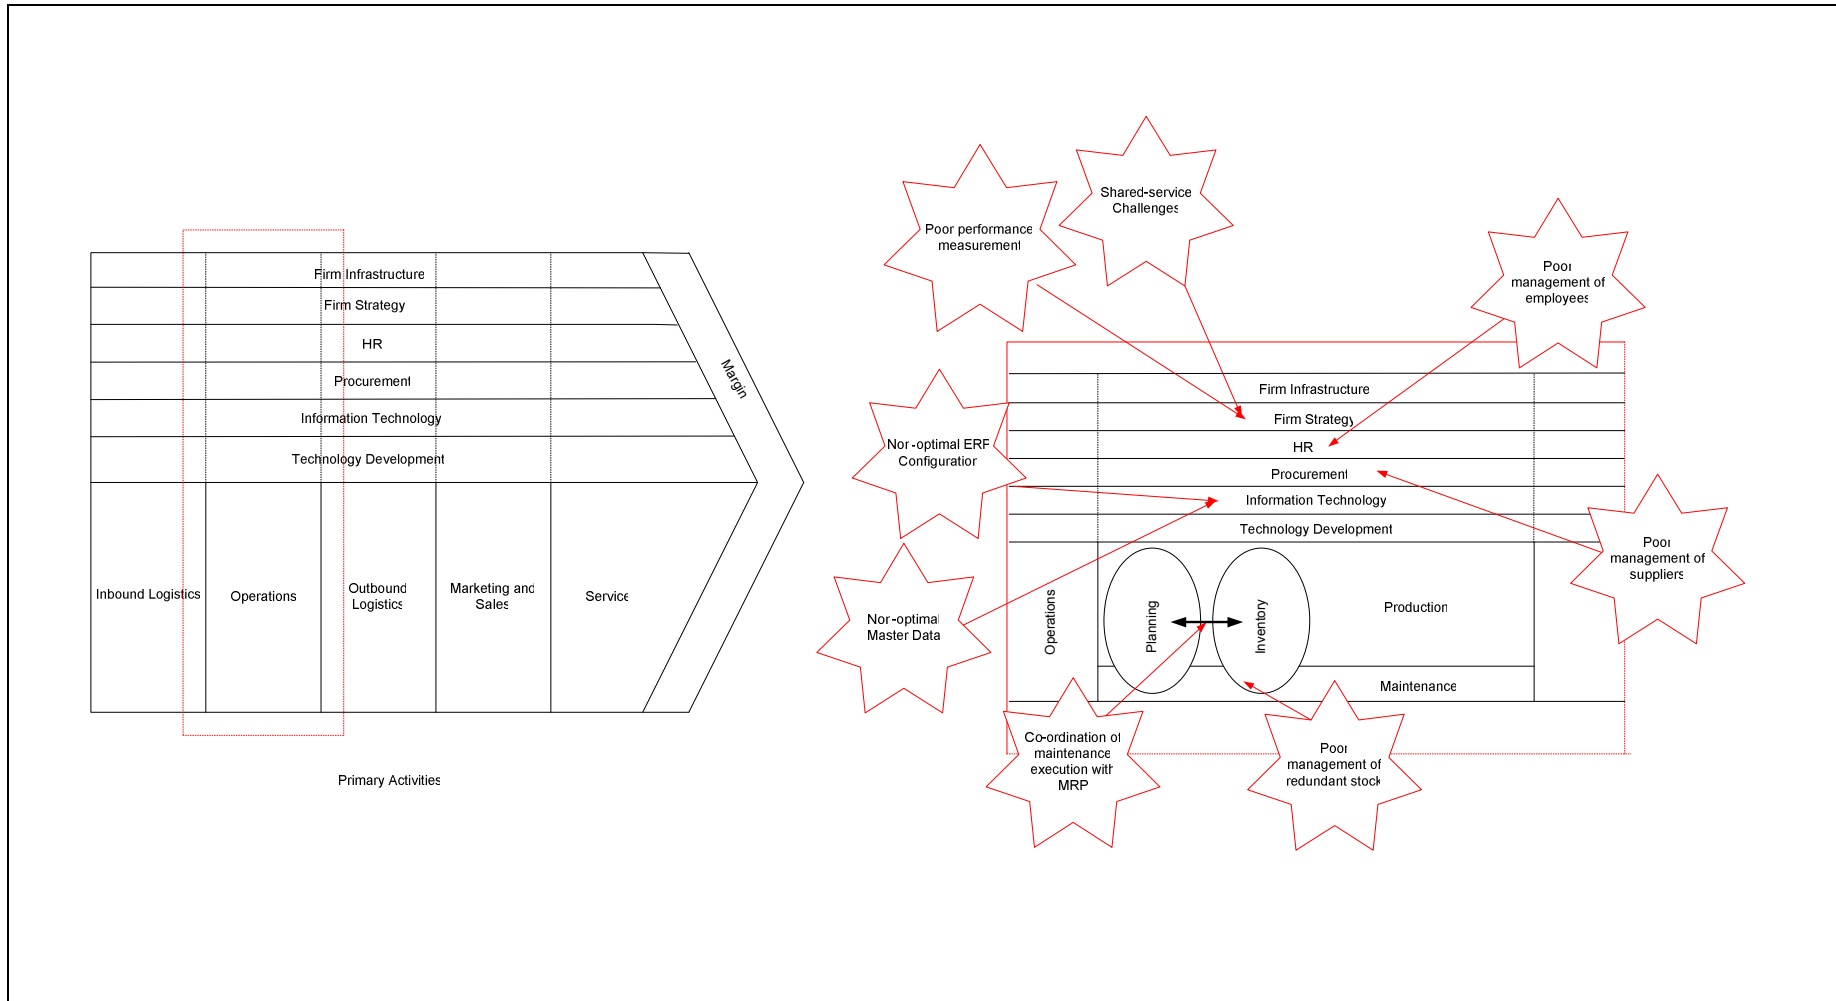 Firm Infrastructure
Firm Strategy
HR
Procurement
Information Technology
Technology Development
Margin
Inbound Logistics
Operations
Outbound
Logistics
Marketing and
Sales
Service
Primary Activities
Poor performance
measurement
Shared-service
Challenges
Poor
management of
employees
Non-optimal ERP
Configuration
Non-optimal
Master Data
Firm Infrastructure
Firm Strategy
HR
Procurement
Information Technology
Technology Development
Operations
Planning
Inventory
Production
Maintenance
Poor
management of
suppliers
Co-ordination of
maintenance
execution with
MRP
Poor
management of
redundant stock